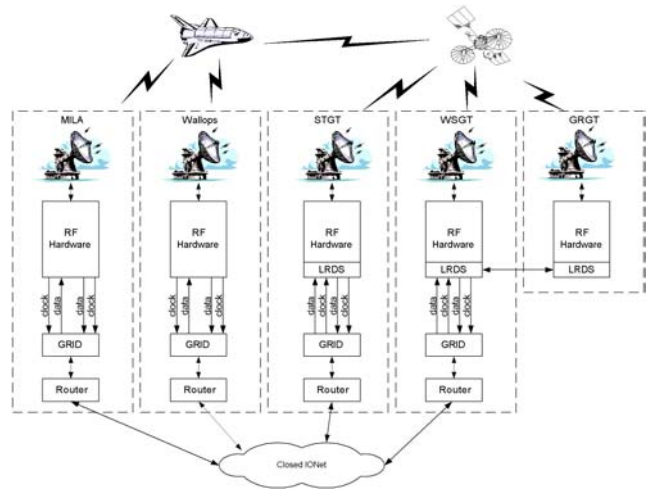 MILA
Wallops
STGT
WSGT
GRGT
RF
Hardware
RF
Hardware
RF
Hardware
LRDS
RF
Hardware
LRDS
RF
Hardware
LRDS
clock
data
data
clock
clock
data
data
clock
data
clock
data
clock
data
clock
data
clock
GRID
GRID
GRID
GRID
Router
Router
Router
Router
Closed IONet